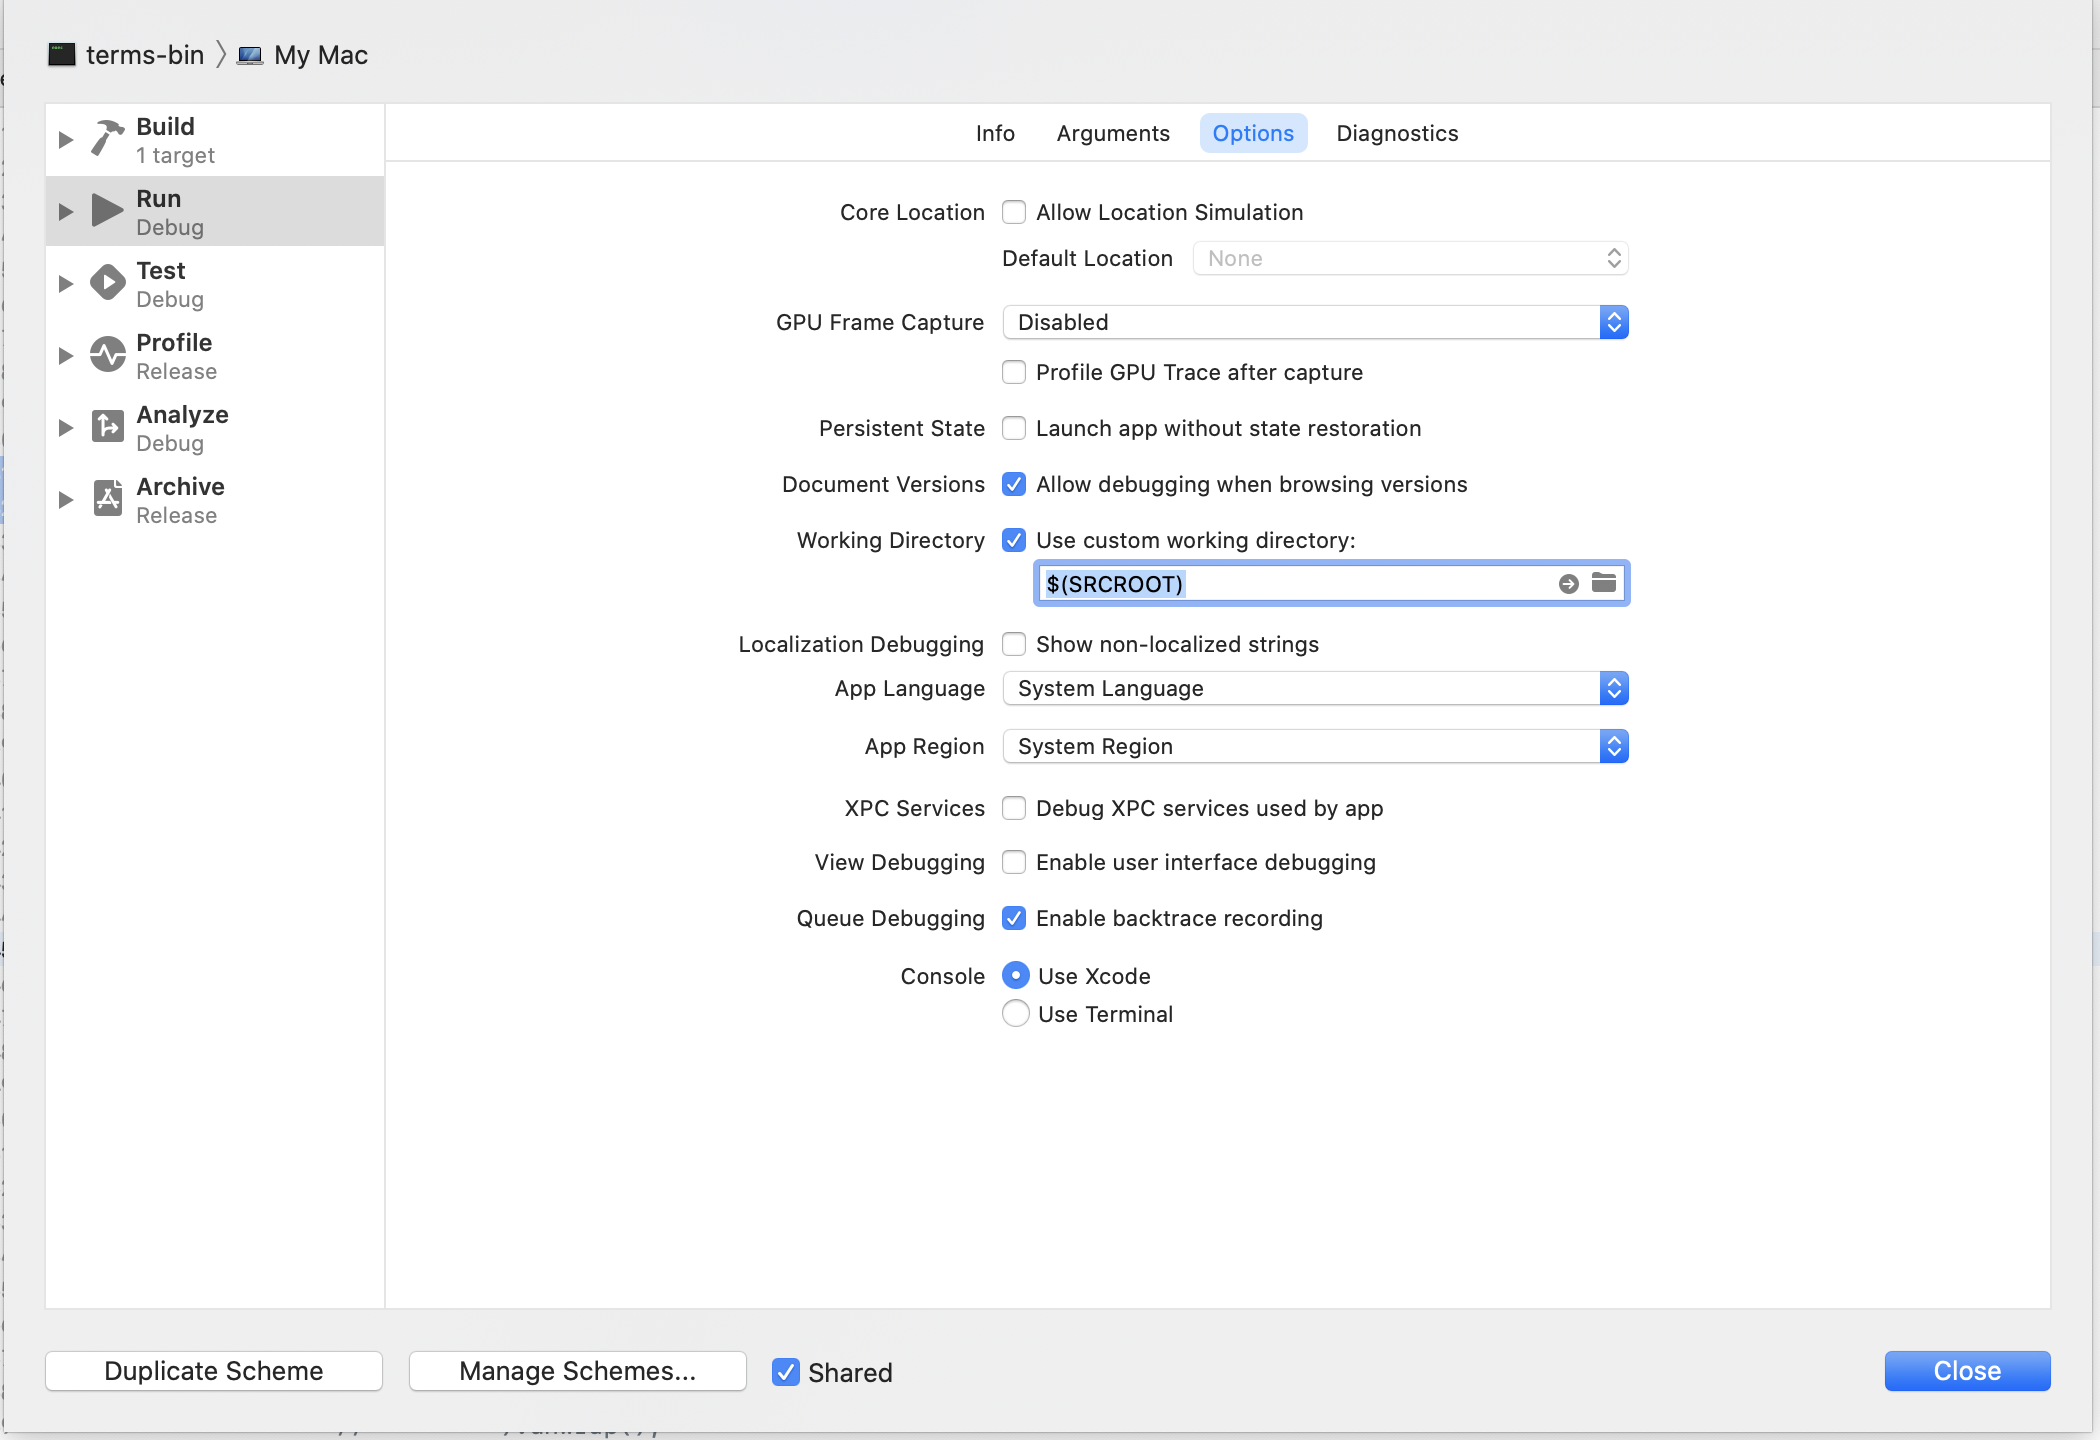 terms-bin 〉 My Mac
Build
1 target
Run
Debug
Test
Debug
Profile
Release
Analyze
Debug
Archive
Release
Info Arguments Options Diagnostics
Core Location Allow Location Simulation
Default Location None
GPU Frame Capture Disabled
Profile GPU Trace after capture
Persistent State Launch app without state restoration
Document Versions Allow debugging when browsing versions
Working Directory Use custom working directory:
$(SRCROOT)
Localization Debugging Show non-localized strings
App Language System Language
App Region System Region
XPC Services Debug XPC services used by app
View Debugging Enable user interface debugging
Queue Debugging Enable backtrace recording
Console Use Xcode
Use Terminal
Duplicate Scheme Manage Schemes... Shared Close